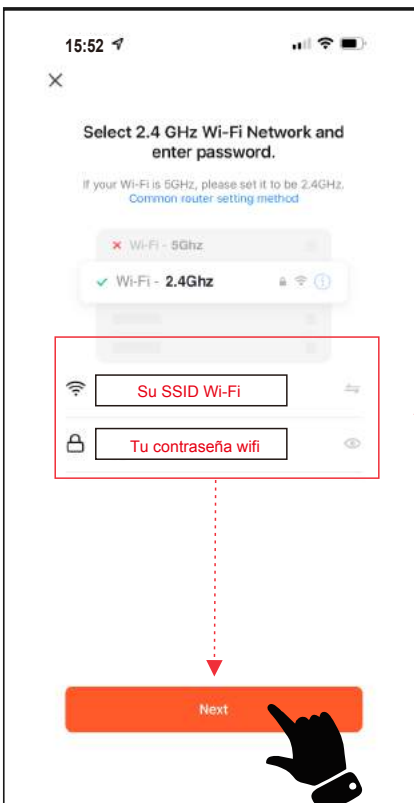 15:52
Select 2.4 GHz Wi-Fi Network and
enter password.
If your Wi-Fi is 5GHz, please set it to be 2.4GHz.
Common router setting method
Wi-Fi - 5Ghz
Wi-Fi - 2.4Ghz
Su SSID Wi-Fi
Tu contraseña wifi
Next